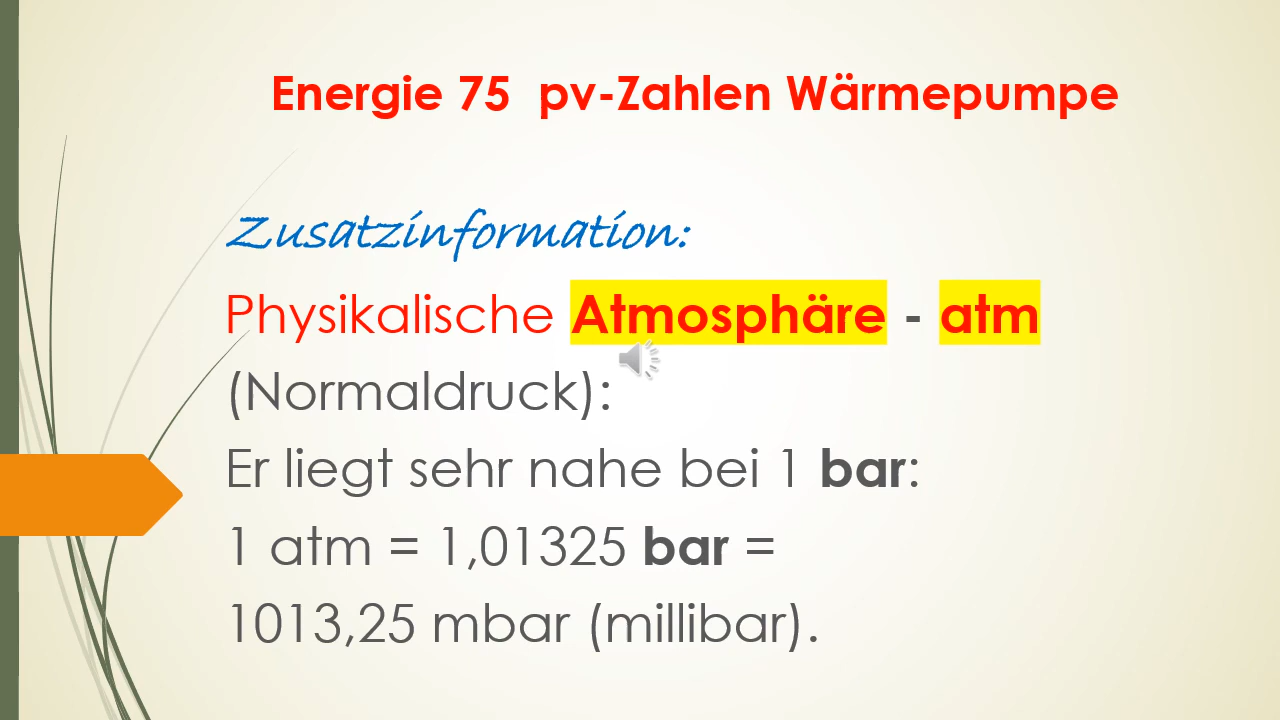 Energie 75  pv-Zahlen Wärmepumpe
Zusatzinformation:
Physikalische Atmosphäre - atm
(Normaldruck):
Er liegt sehr nahe bei 1 bar:
1 atm = 1,01325 bar =
1013,25 mbar (millibar).